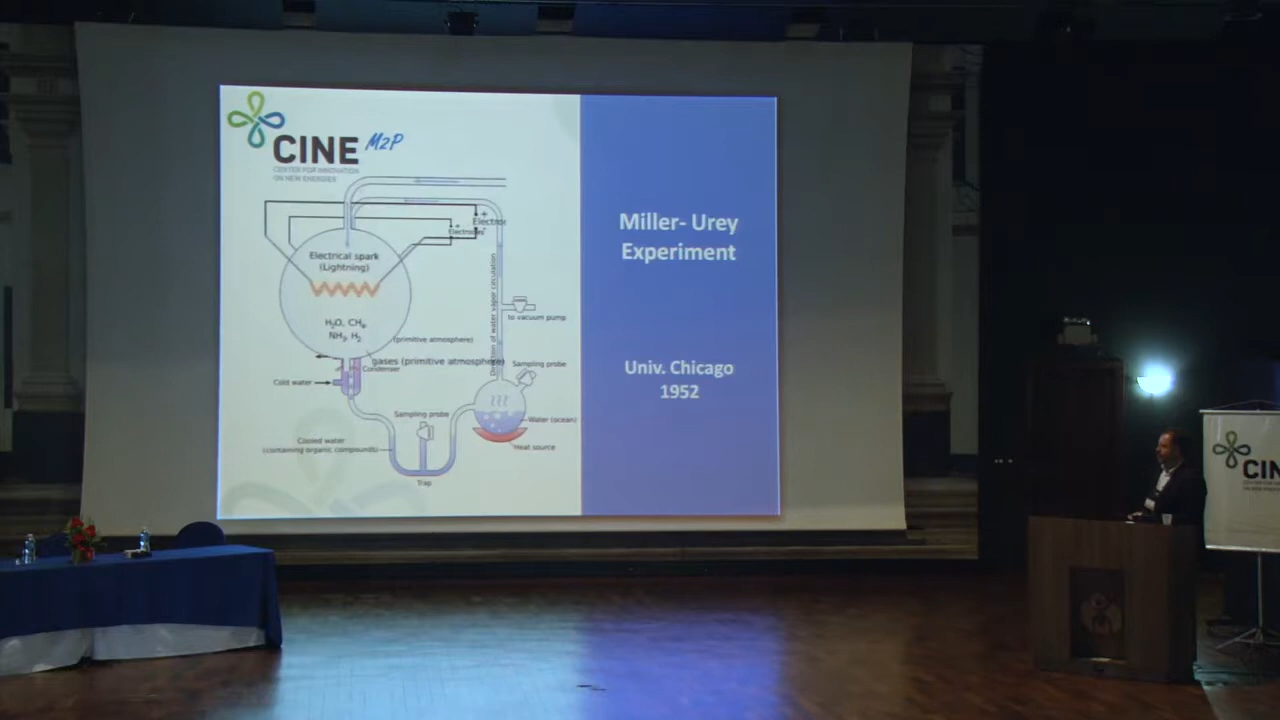 CINE M2P
CENTER FOR INNOVATION
ON NEW ENERGIES
+
Electrodes
+
Electrical spark
(Lightning)
H₂O, CH₄
NH₃, H₂
(primitive atmosphere)
gases (primitive atmosphere)
Direction of water vapor circulation
to vacuum pump
Condenser
Cold water
Sampling probe
Sampling probe
Water (ocean)
Heat source
Cooled water
(containing organic compounds)
Trap
Miller- Urey
Experiment
Univ. Chicago
1952
CIN